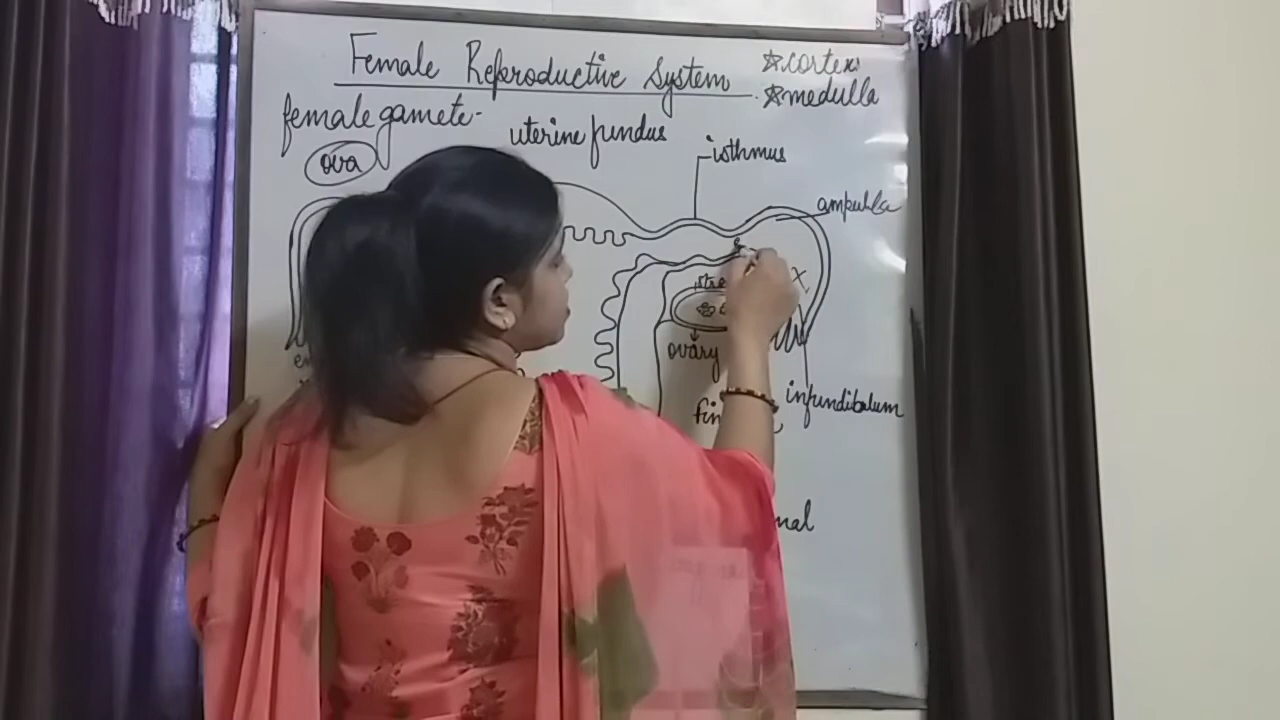 Female Reproductive System
☆cortex
☆medulla
female gamete-
ova
uterine fundus
isthmus
ampulla
x
ovary
infundibulum